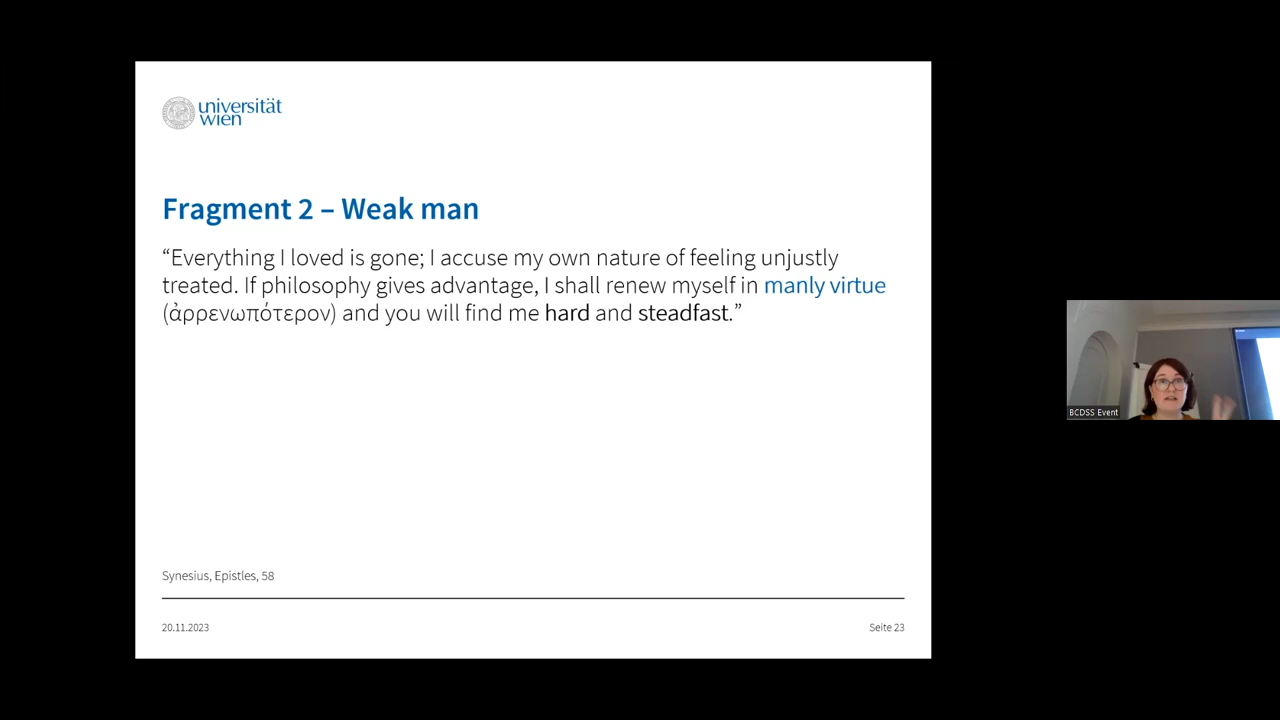 universität
wien
Fragment 2 – Weak man
“Everything I loved is gone; I accuse my own nature of feeling unjustly
treated. If philosophy gives advantage, I shall renew myself in manly virtue
(ἀρρενωπότερον) and you will find me hard and steadfast.”
Synesius, Epistles, 58
20.11.2023
Seite 23
BCDSS Event